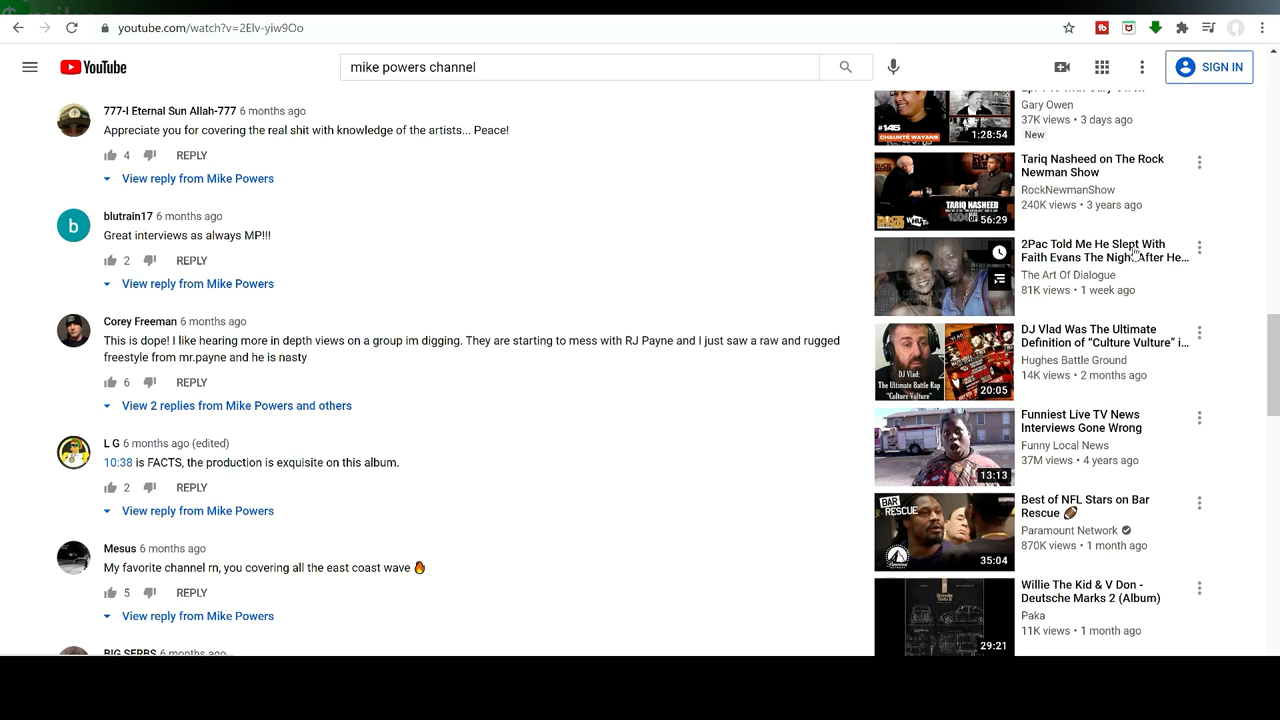 youtube.com/watch?v=2Elv-yiw9Oo
YouTube
mike powers channel
SIGN IN
777-I Eternal Sun Allah-777 6 months ago
Appreciate you for covering the bar shit with knowledge of the artists... Peace!
4 REPLY
View reply from Mike Powers
b
blutrain17 6 months ago
Great interview as always MP!!!
2 REPLY
View reply from Mike Powers
Corey Freeman 6 months ago
This is dope! I like hearing more in depth views on a group im digging. They are starting to mess with RJ Payne and I just saw a raw and rugged
freestyle from mr.payne and he is nasty
6 REPLY
View 2 replies from Mike Powers and others
L G 6 months ago (edited)
10:38 is FACTS, the production is exquisite on this album.
2 REPLY
View reply from Mike Powers
Mesus 6 months ago
My favorite channel rn, you covering all the east coast wave 🔥
5 REPLY
View reply from Mike Powers
BIG SERBS 6 months ago
#145
CHAUNTÉ WAYANS
1:28:54
Gary Owen
37K views • 3 days ago
New
TARIQ NASHEED
56:29
Tariq Nasheed on The Rock
Newman Show
RockNewmanShow
240K views • 3 years ago
2Pac Told Me He Slept With
Faith Evans The Night After He...
The Art Of Dialogue
81K views • 1 week ago
DJ Vlad:
The Ultimate Battle Rap
"Culture Vulture"
20:05
DJ Vlad Was The Ultimate
Definition of “Culture Vulture” i...
Hughes Battle Ground
14K views • 2 months ago
13:13
Funniest Live TV News
Interviews Gone Wrong
Funny Local News
37M views • 4 years ago
BAR
RESCUE
35:04
Best of NFL Stars on Bar
Rescue 🏈
Paramount Network
870K views • 1 month ago
29:21
Willie The Kid & V Don -
Deutsche Marks 2 (Album)
Paka
11K views • 1 month ago